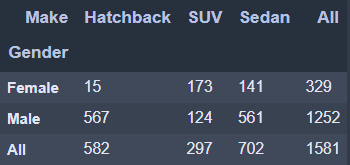 Make Hatchback SUV Sedan All
Gender
Female 15 173 141 329
Male 567 124 561 1252
All 582 297 702 1581